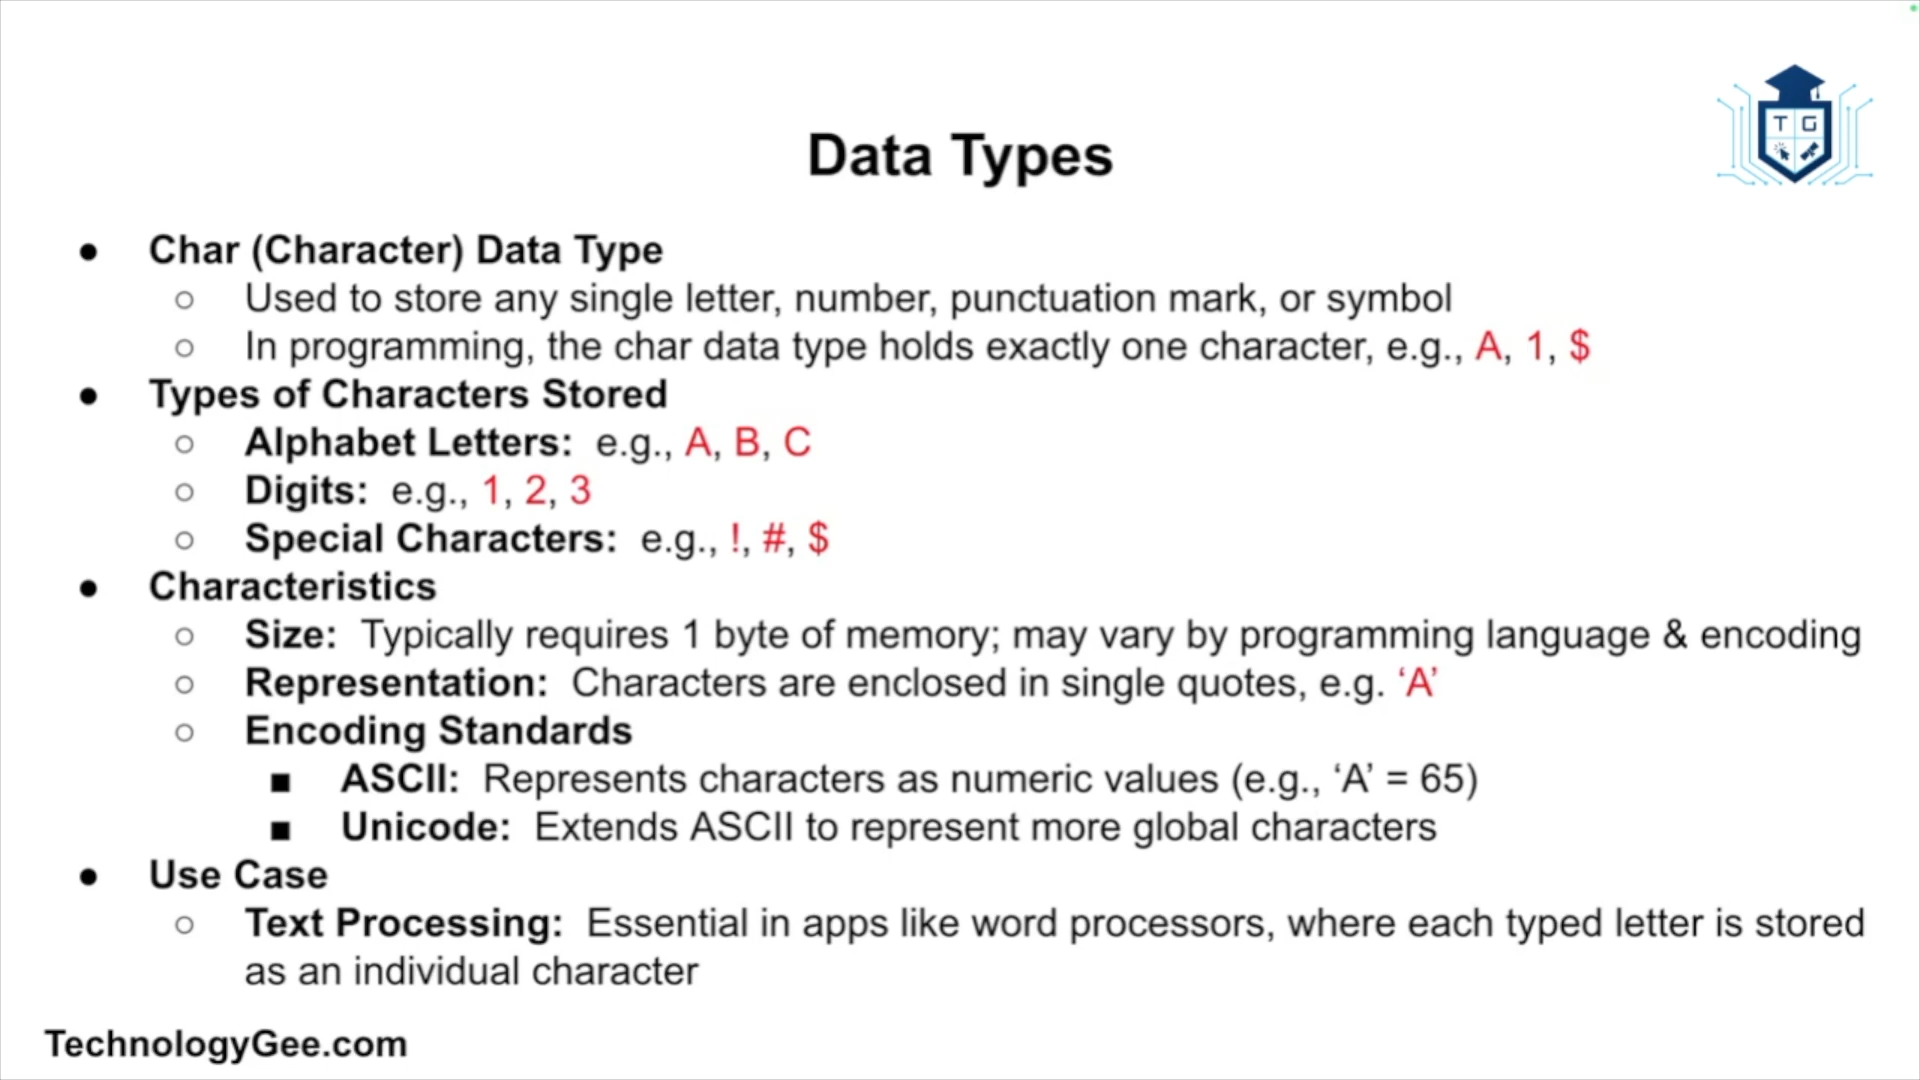 T G
Data Types
● Char (Character) Data Type
○ Used to store any single letter, number, punctuation mark, or symbol
○ In programming, the char data type holds exactly one character, e.g., A, 1, $
● Types of Characters Stored
○ Alphabet Letters: e.g., A, B, C
○ Digits: e.g., 1, 2, 3
○ Special Characters: e.g., !, #, $
● Characteristics
○ Size: Typically requires 1 byte of memory; may vary by programming language & encoding
○ Representation: Characters are enclosed in single quotes, e.g. ‘A’
○ Encoding Standards
■ ASCII: Represents characters as numeric values (e.g., ‘A’ = 65)
■ Unicode: Extends ASCII to represent more global characters
● Use Case
○ Text Processing: Essential in apps like word processors, where each typed letter is stored
as an individual character
TechnologyGee.com